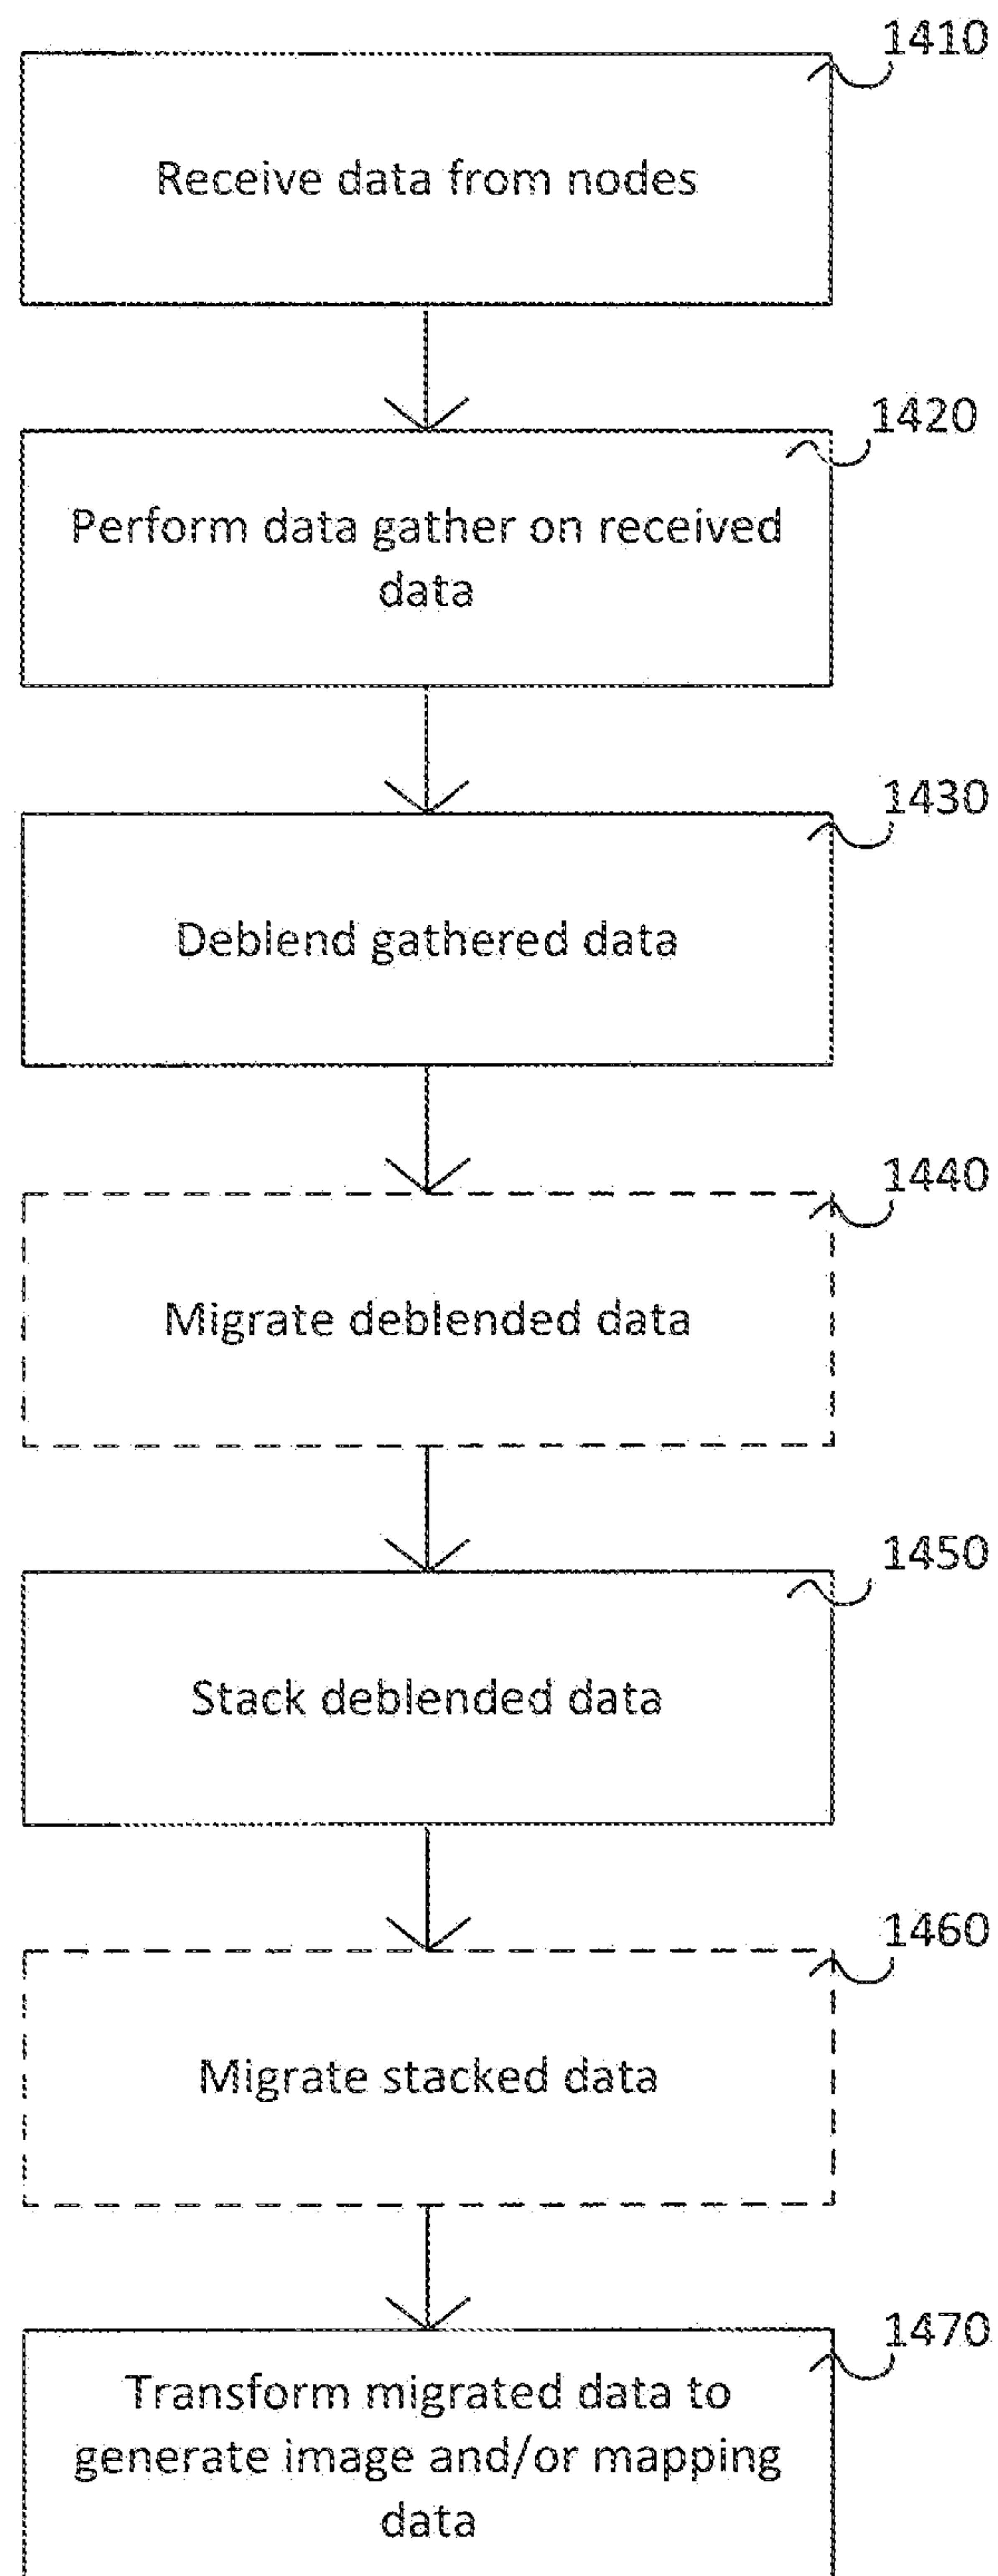 1410
Receive data from nodes
1420
Perform data gather on received
data
1430
Deblend gathered data
1440
Migrate deblended data
1450
Stack deblended data
1460
Migrate stacked data
1470
Transform migrated data to
generate image and/or mapping
data